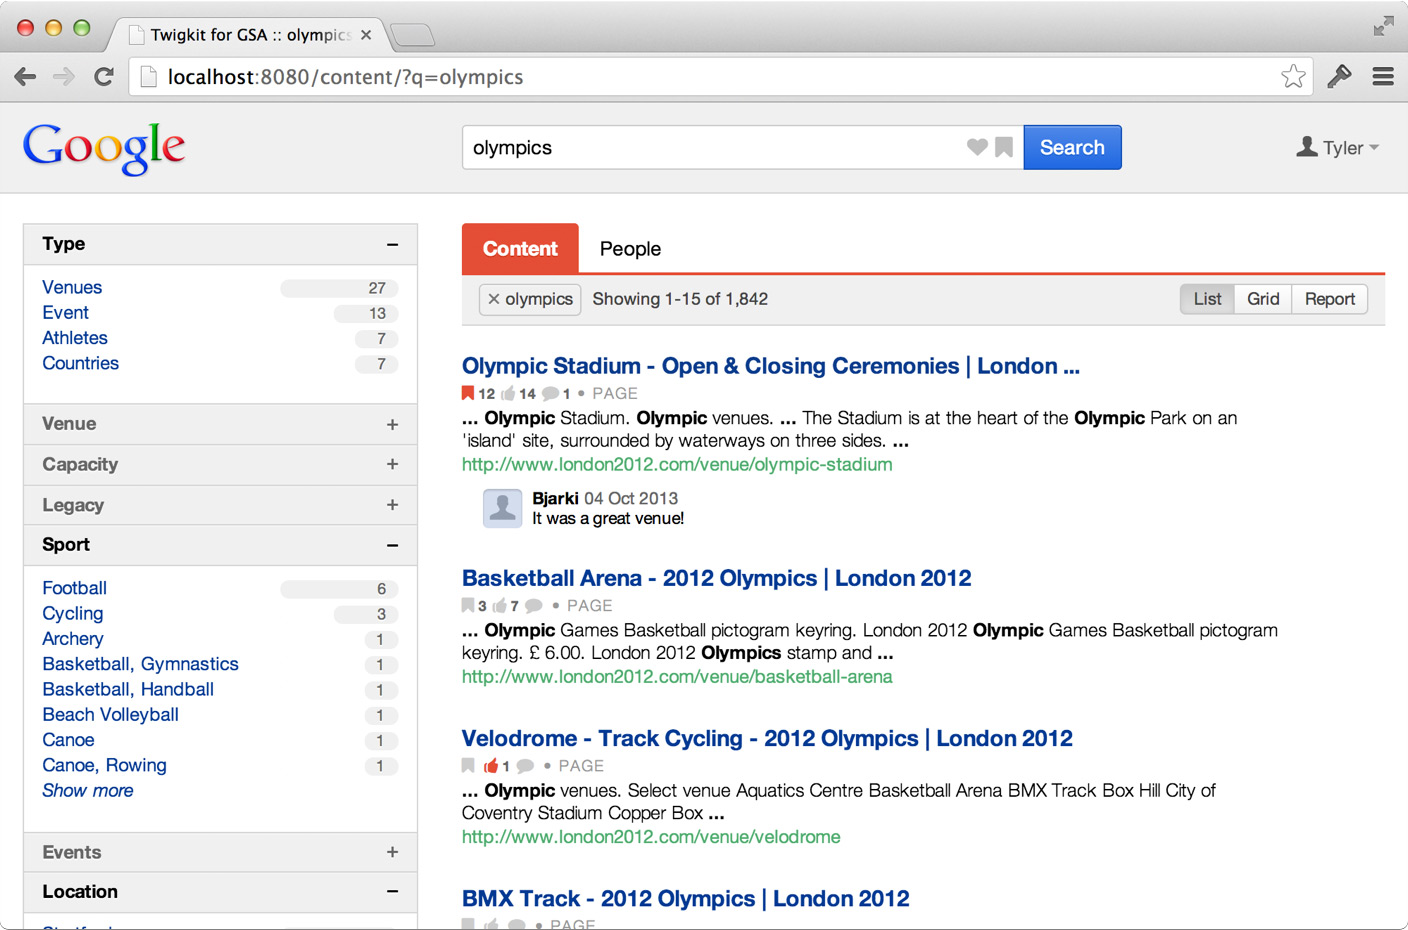 Twigkit for GSA :: olympics
localhost:8080/content/?q=olympics
Google
olympics
Search
Tyler
Type
Venues 27
Event 13
Athletes 7
Countries 7
Venue
Capacity
Legacy
Sport
Football 6
Cycling 3
Archery 1
Basketball, Gymnastics 1
Basketball, Handball 1
Beach Volleyball 1
Canoe 1
Canoe, Rowing 1
Show more
Events
Location
Content People
× olympics Showing 1-15 of 1,842
List Grid Report
Olympic Stadium - Open & Closing Ceremonies | London ...
12 14 1 • PAGE
... Olympic Stadium. Olympic venues. ... The Stadium is at the heart of the Olympic Park on an
'island' site, surrounded by waterways on three sides. ...
http://www.london2012.com/venue/olympic-stadium
Bjarki 04 Oct 2013
It was a great venue!
Basketball Arena - 2012 Olympics | London 2012
3 7 • PAGE
... Olympic Games Basketball pictogram keyring. London 2012 Olympic Games Basketball pictogram
keyring. £ 6.00. London 2012 Olympics stamp and ...
http://www.london2012.com/venue/basketball-arena
Velodrome - Track Cycling - 2012 Olympics | London 2012
1 • PAGE
... Olympic venues. Select venue Aquatics Centre Basketball Arena BMX Track Box Hill City of
Coventry Stadium Copper Box ...
http://www.london2012.com/venue/velodrome
BMX Track - 2012 Olympics | London 2012
• PAGE